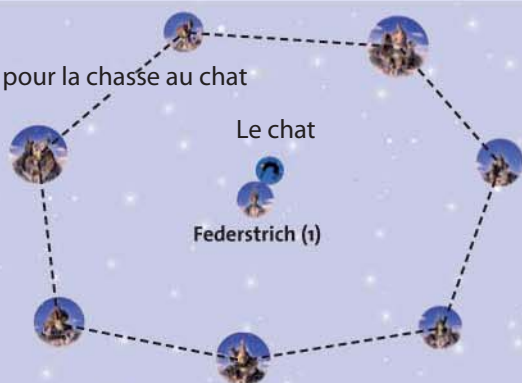 pour la chasse au chat
Le chat
Federstrich (1)